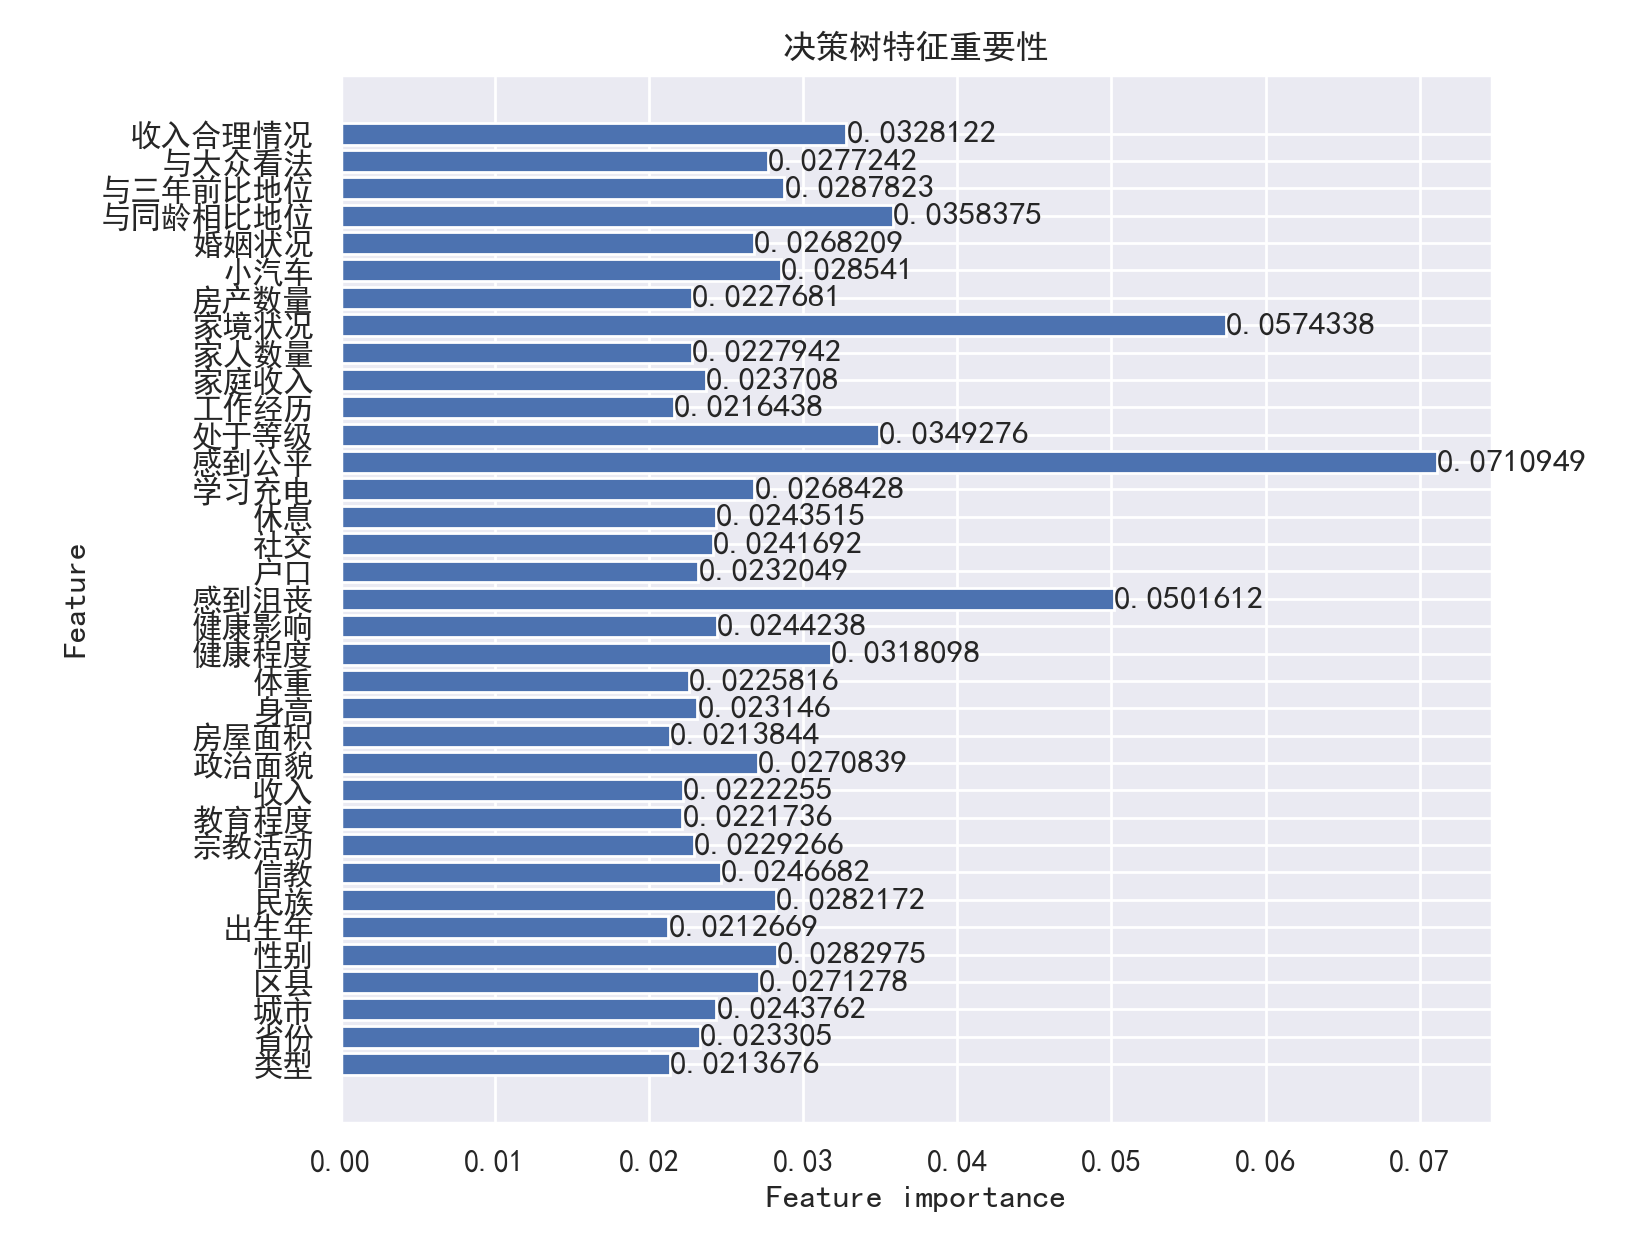 决策树特征重要性
收入合理情况 0.0328122
与大众看法 0.0277242
与三年前比地位 0.0287823
与同龄相比地位 0.0358375
婚姻状况 0.0268209
小汽车 0.028541
房产数量 0.0227681
家境状况 0.0574338
家人数量 0.0227942
家庭收入 0.023708
工作经历 0.0216438
处于等级 0.0349276
感到公平 0.0710949
学习充电 0.0268428
休息 0.0243515
社交 0.0241692
户口 0.0232049
感到沮丧 0.0501612
健康影响 0.0244238
健康程度 0.0318098
体重 0.0225816
身高 0.023146
房屋面积 0.0213844
政治面貌 0.0270839
收入 0.0222255
教育程度 0.0221736
宗教活动 0.0229266
信教 0.0246682
民族 0.0282172
出生年 0.0212669
性别 0.0282975
区县 0.0271278
城市 0.0243762
省份 0.023305
类型 0.0213676
Feature
0.00 0.01 0.02 0.03 0.04 0.05 0.06 0.07
Feature importance